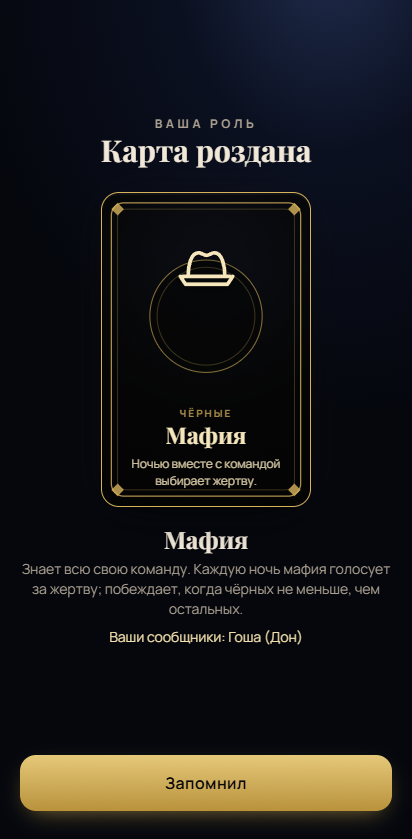 ВАША РОЛЬ
Карта роздана
ЧЁРНЫЕ
Мафия
Ночью вместе с командой
выбирает жертву.
Мафия
Знает всю свою команду. Каждую ночь мафия голосует
за жертву; побеждает, когда чёрных не меньше, чем
остальных.
Ваши сообщники: Гоша (Дон)
Запомнил